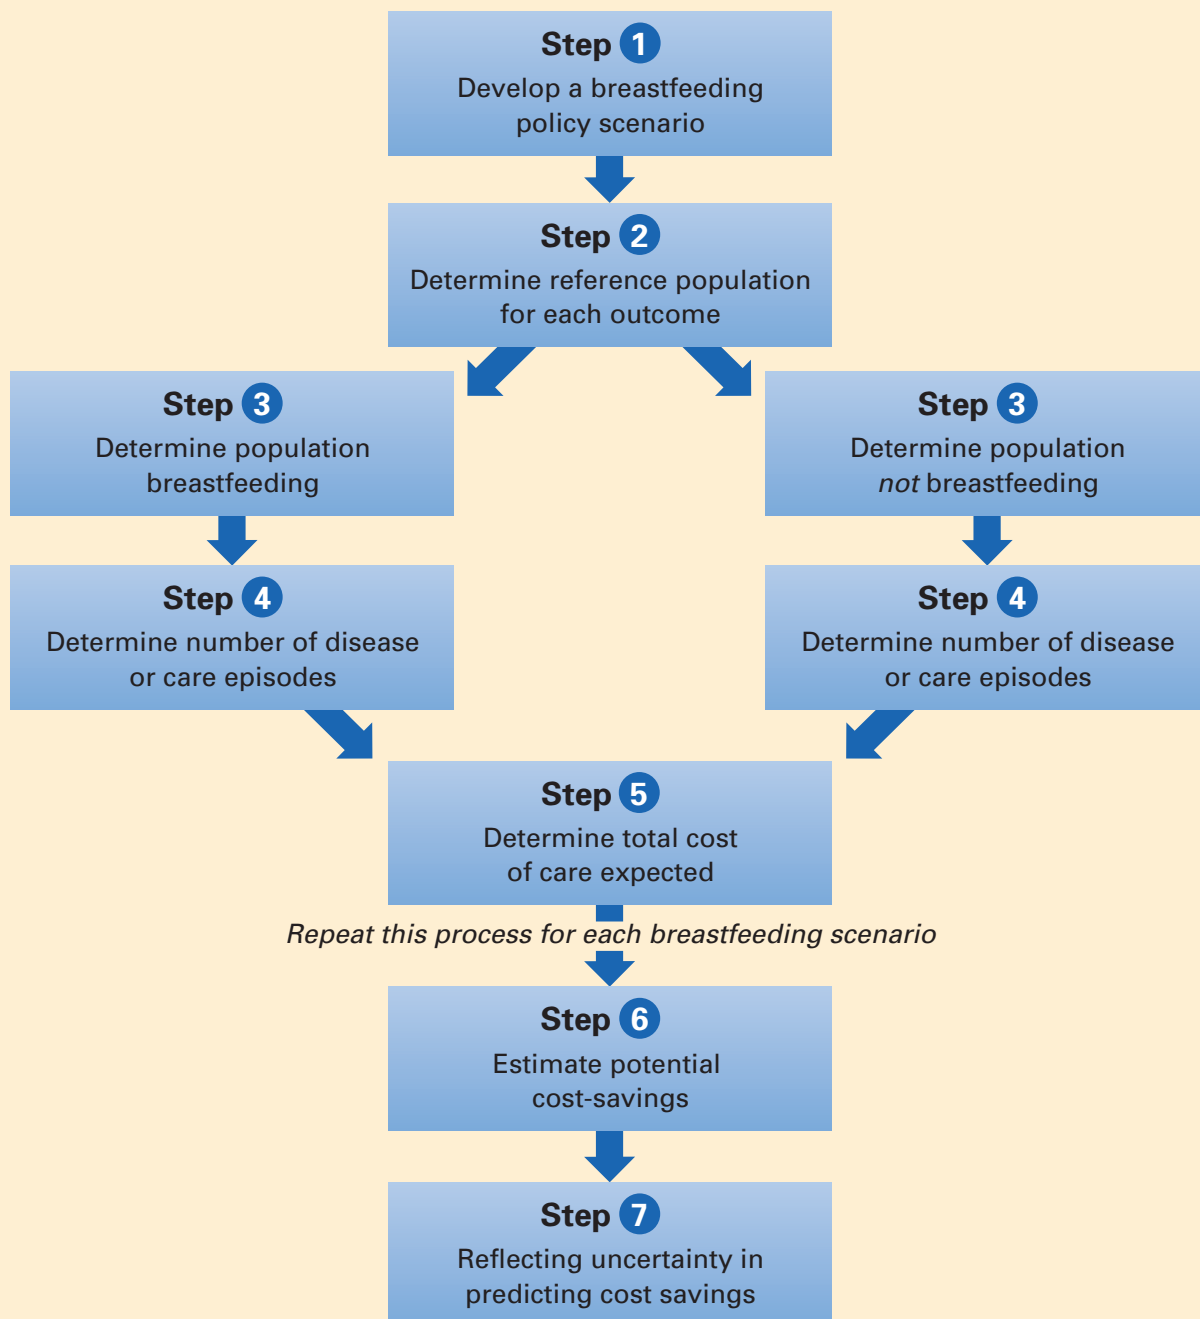 Step 1
Develop a breastfeeding
policy scenario
Step 2
Determine reference population
for each outcome
Step 3
Determine population
breastfeeding
Step 3
Determine population
not breastfeeding
Step 4
Determine number of disease
or care episodes
Step 4
Determine number of disease
or care episodes
Step 5
Determine total cost
of care expected
Repeat this process for each breastfeeding scenario
Step 6
Estimate potential
cost-savings
Step 7
Reflecting uncertainty in
predicting cost savings